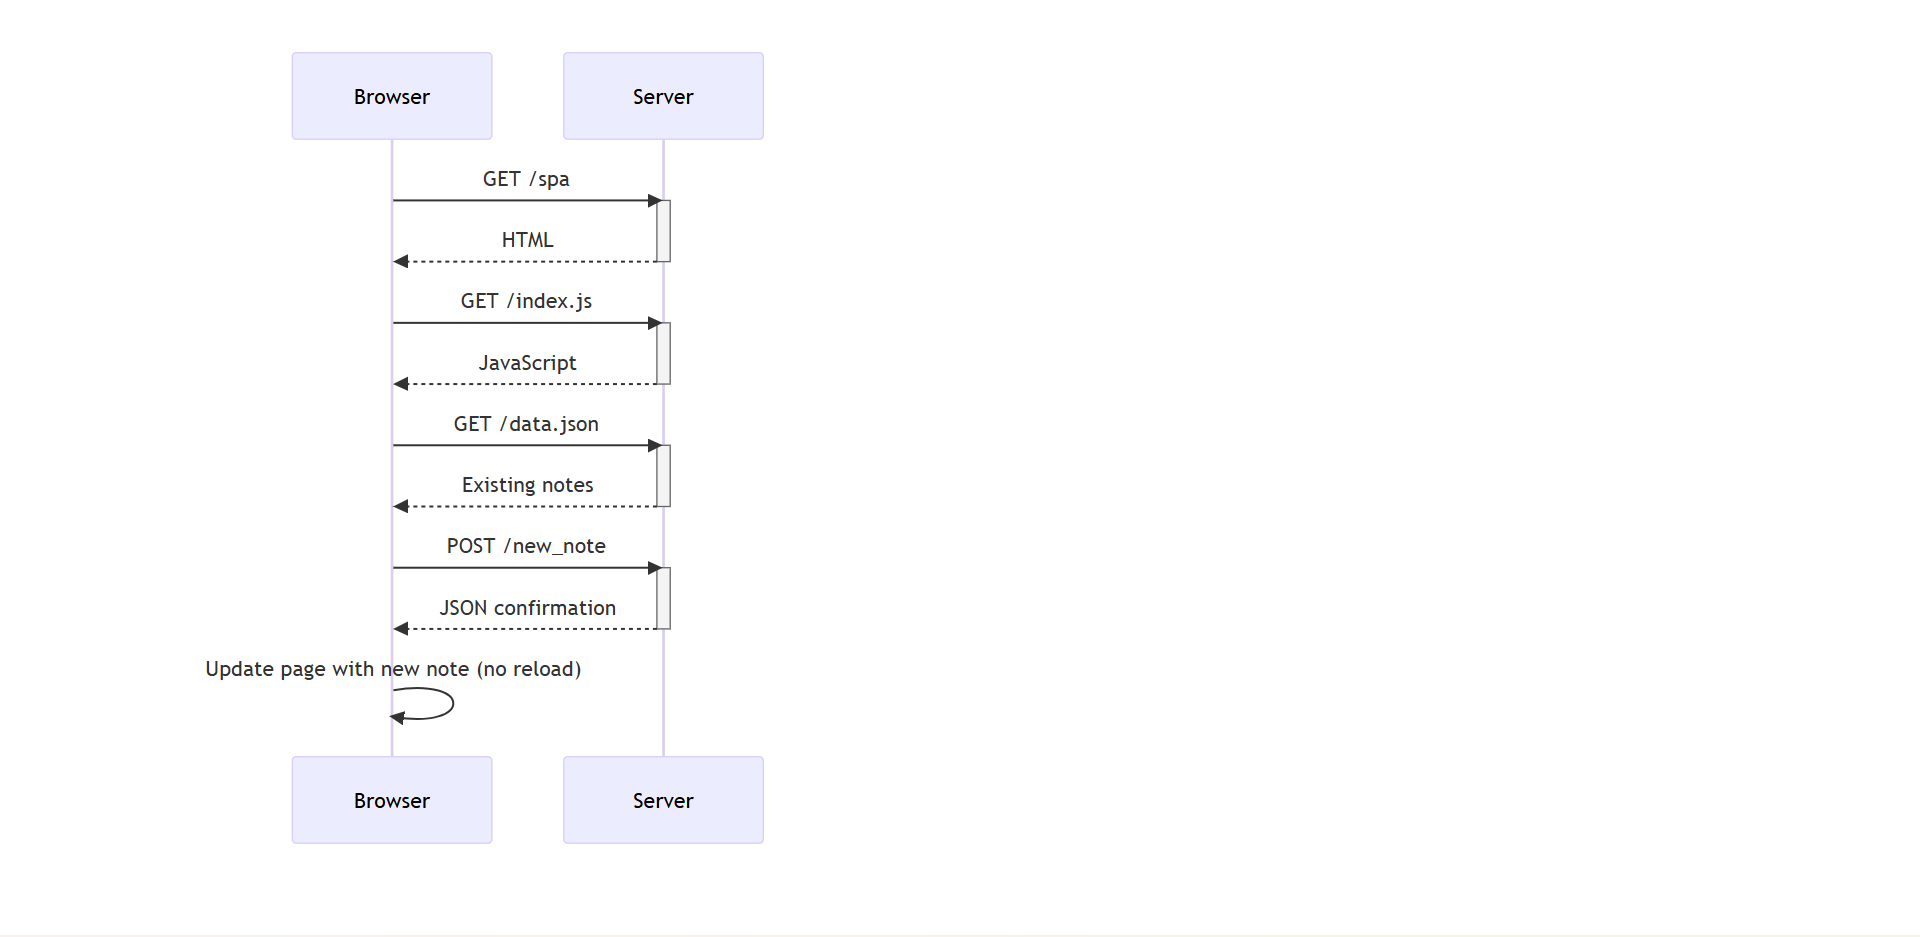 Browser
Server
GET /spa
HTML
GET /index.js
JavaScript
GET /data.json
Existing notes
POST /new_note
JSON confirmation
Update page with new note (no reload)
Browser
Server